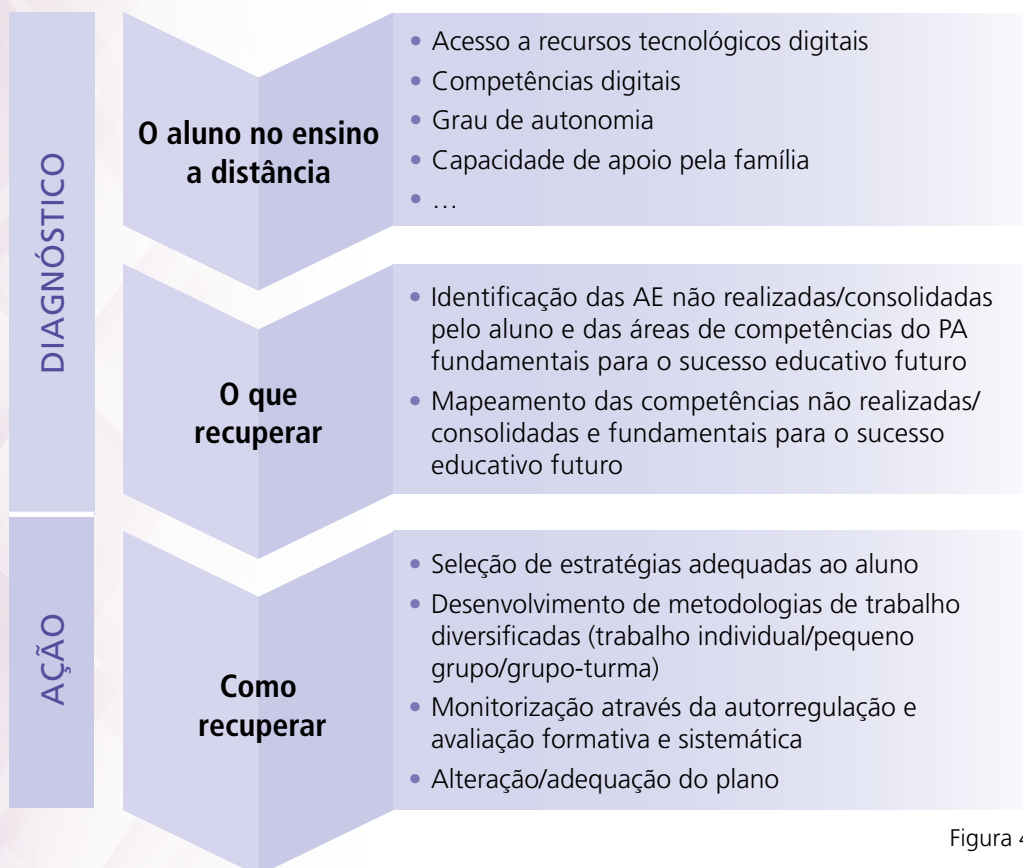 DIAGNÓSTICO
O aluno no ensino
a distância
• Acesso a recursos tecnológicos digitais
• Competências digitais
• Grau de autonomia
• Capacidade de apoio pela família
• …
O que
recuperar
• Identificação das AE não realizadas/consolidadas
pelo aluno e das áreas de competências do PA
fundamentais para o sucesso educativo futuro
• Mapeamento das competências não realizadas/
consolidadas e fundamentais para o sucesso
educativo futuro
AÇÃO
Como
recuperar
• Seleção de estratégias adequadas ao aluno
• Desenvolvimento de metodologias de trabalho
diversificadas (trabalho individual/pequeno
grupo/grupo-turma)
• Monitorização através da autorregulação e
avaliação formativa e sistemática
• Alteração/adequação do plano
Figura 4